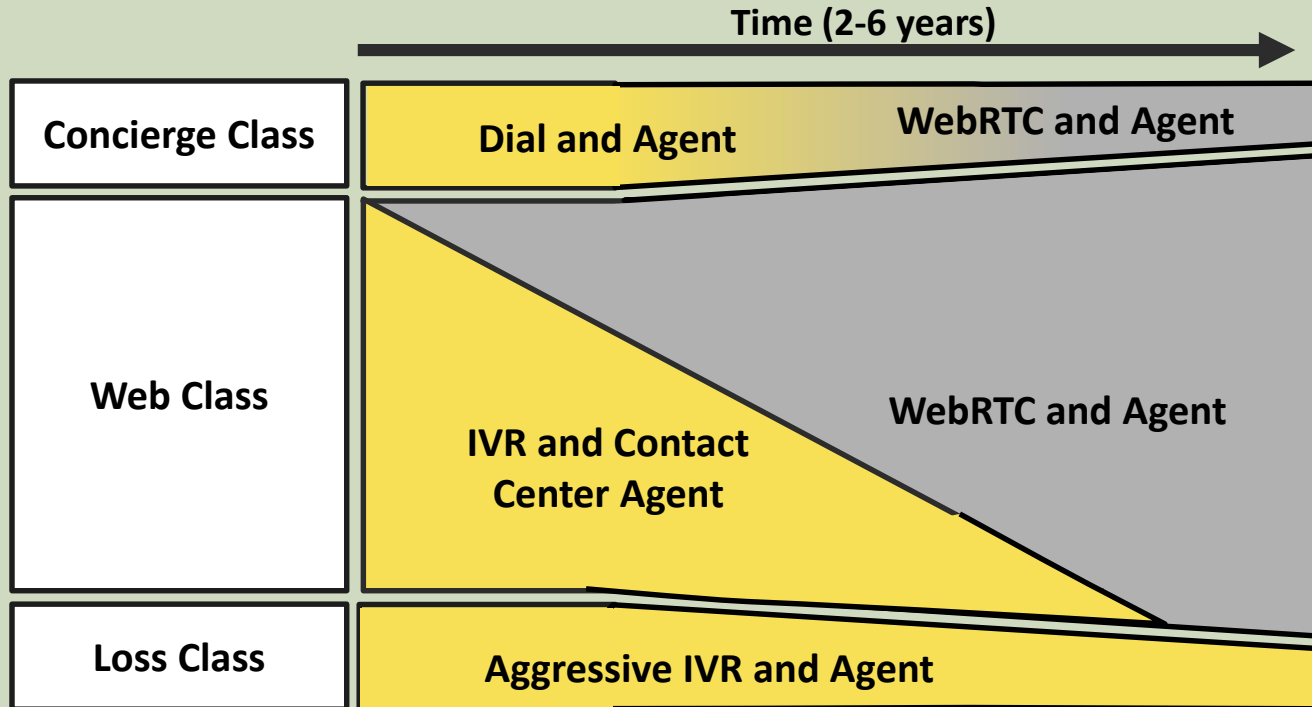 Time (2-6 years)
Concierge Class
Dial and Agent
WebRTC and Agent
Web Class
IVR and Contact
Center Agent
WebRTC and Agent
Loss Class
Aggressive IVR and Agent